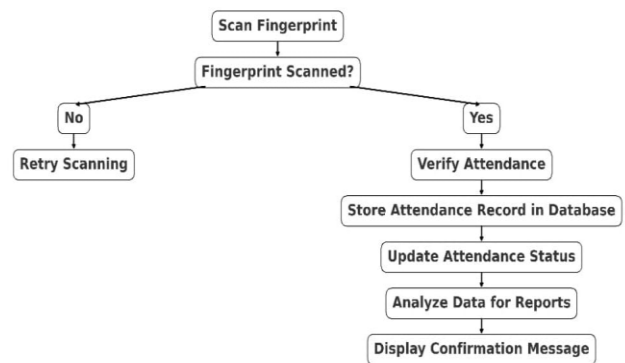 Scan Fingerprint
Fingerprint Scanned?
No
Yes
Retry Scanning
Verify Attendance
Store Attendance Record in Database
Update Attendance Status
Analyze Data for Reports
Display Confirmation Message